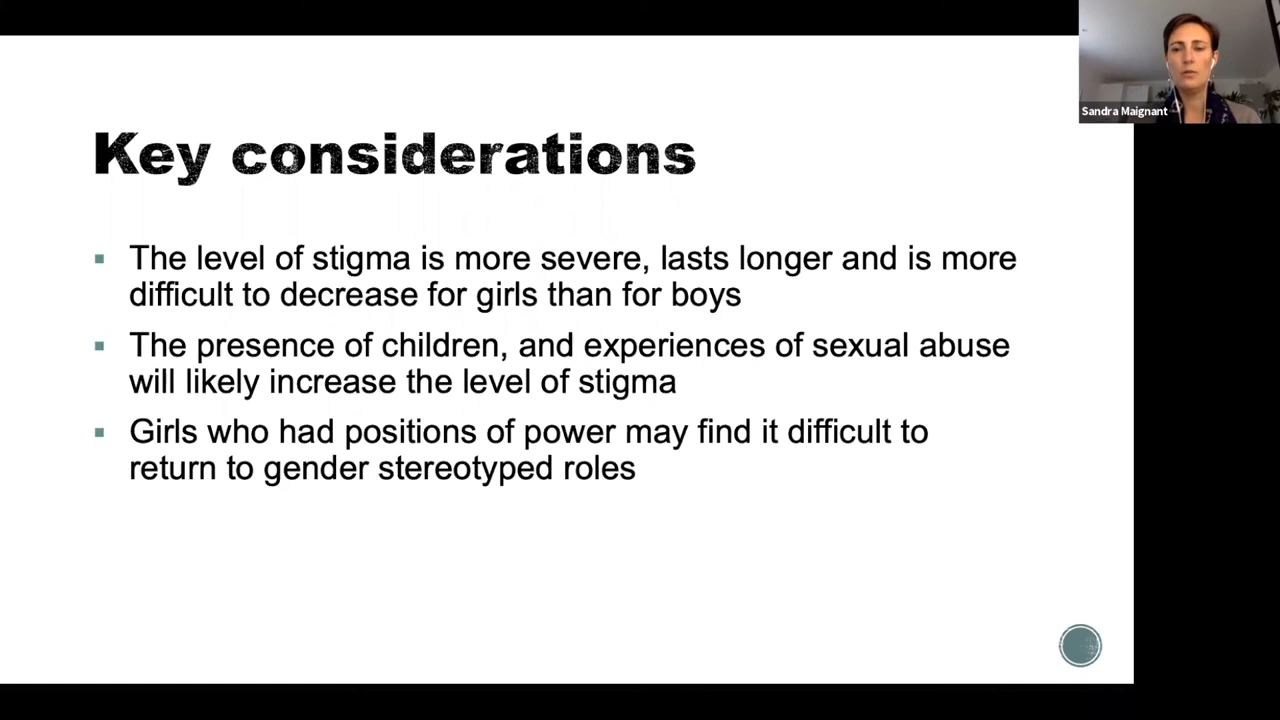 Sandra Maignant
Key considerations
▪ The level of stigma is more severe, lasts longer and is more
difficult to decrease for girls than for boys
▪ The presence of children, and experiences of sexual abuse
will likely increase the level of stigma
▪ Girls who had positions of power may find it difficult to
return to gender stereotyped roles